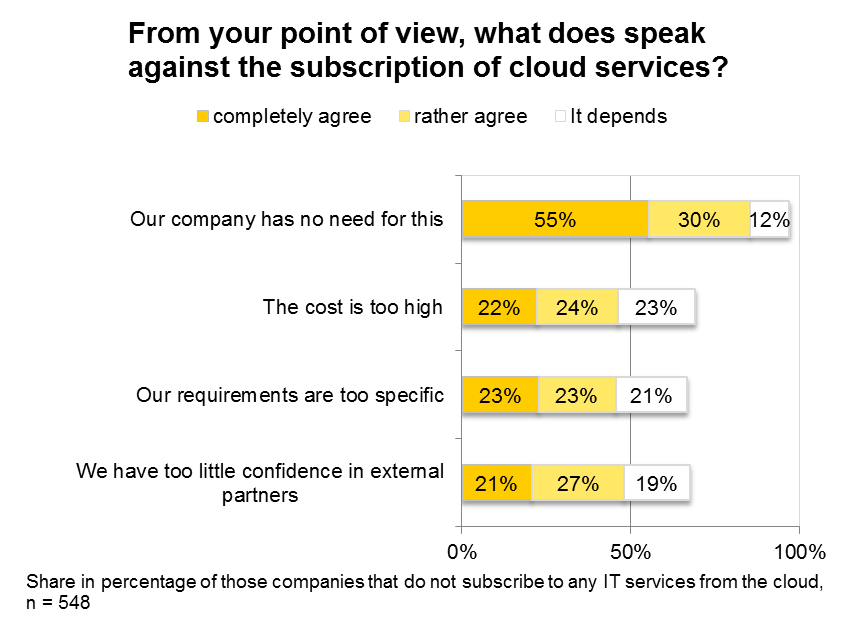 From your point of view, what does speak
against the subscription of cloud services?
completely agree rather agree It depends
Our company has no need for this 55% 30% 12%
The cost is too high 22% 24% 23%
Our requirements are too specific 23% 23% 21%
We have too little confidence in external
partners 21% 27% 19%
0% 50% 100%
Share in percentage of those companies that do not subscribe to any IT services from the cloud,
n = 548